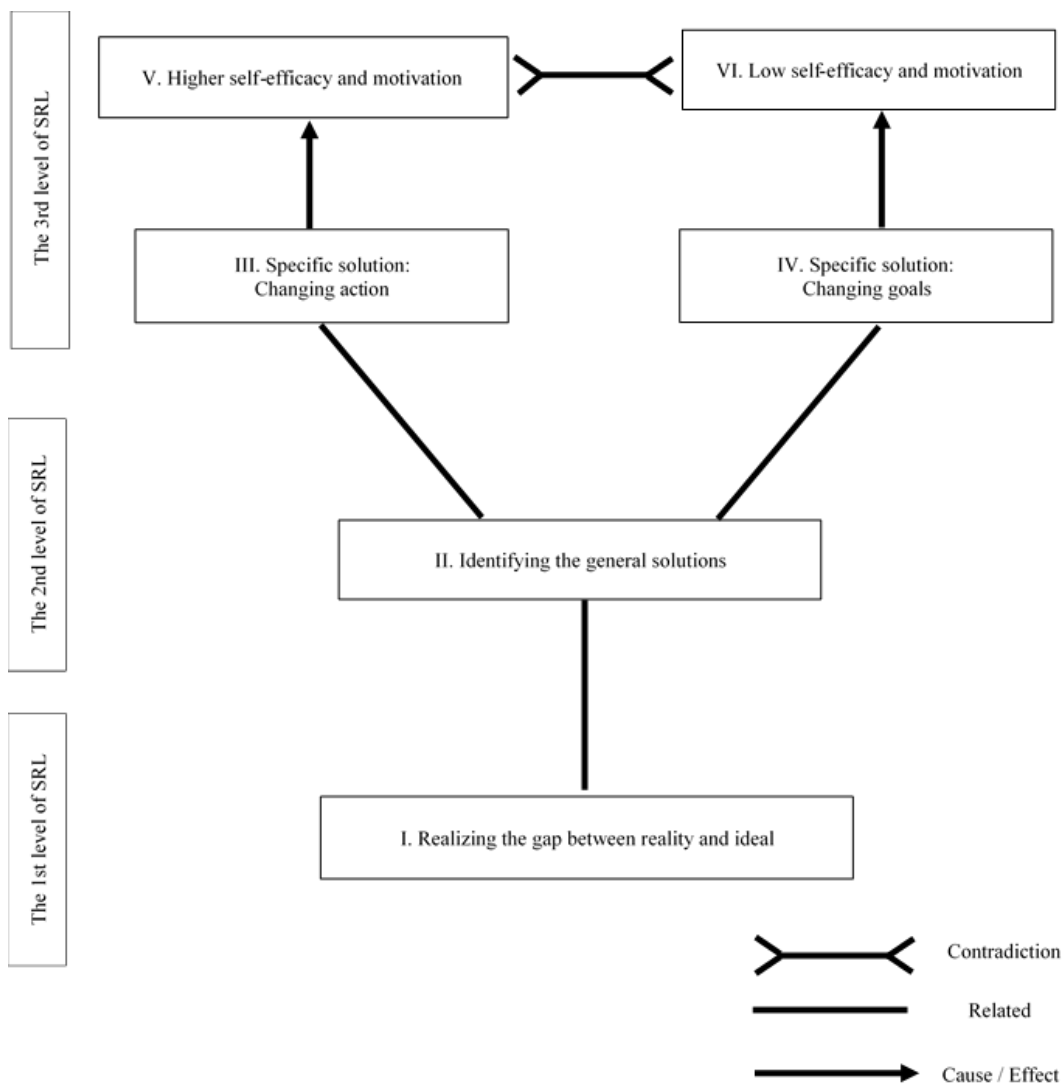 The 3rd level of SRL
V. Higher self-efficacy and motivation
VI. Low self-efficacy and motivation
III. Specific solution:
Changing action
IV. Specific solution:
Changing goals
The 2nd level of SRL
II. Identifying the general solutions
The 1st level of SRL
I. Realizing the gap between reality and ideal
Contradiction
Related
Cause / Effect